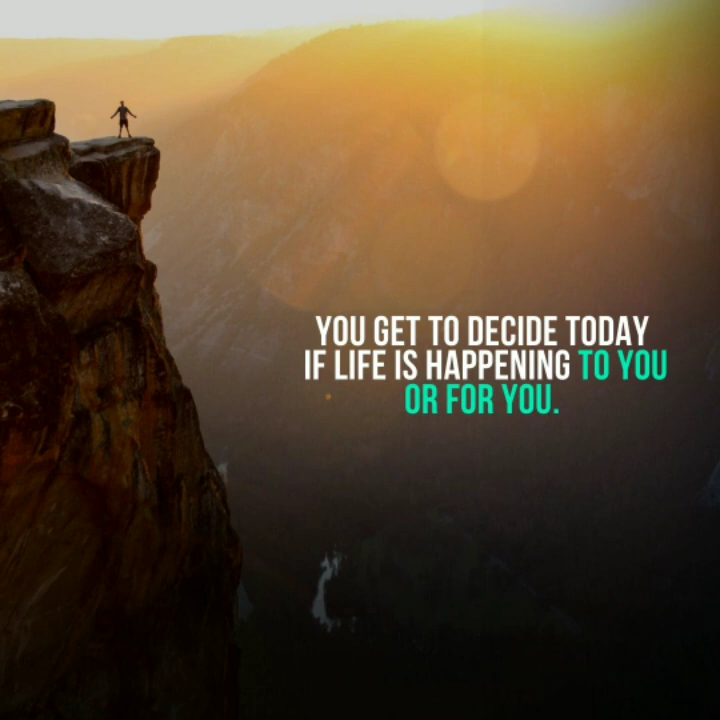 YOU GET TO DECIDE TODAY
IF LIFE IS HAPPENING TO YOU
OR FOR YOU.